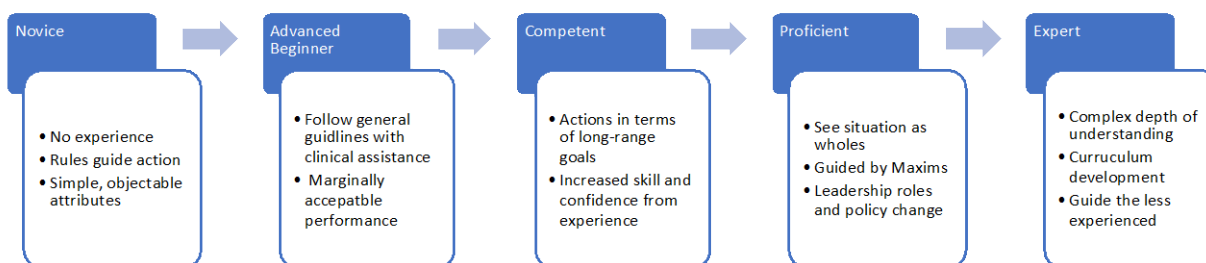 Novice
• No experience
• Rules guide action
• Simple, objectable
attributes
Advanced
Beginner
• Follow general
guidlines with
clinical assistance
• Marginally
accepatble
performance
Competent
• Actions in terms
of long-range
goals
• Increased skill and
confidence from
experience
Proficient
• See situation as
wholes
• Guided by Maxims
• Leadership roles
and policy change
Expert
• Complex depth of
understanding
• Curruculum
development
• Guide the less
experienced